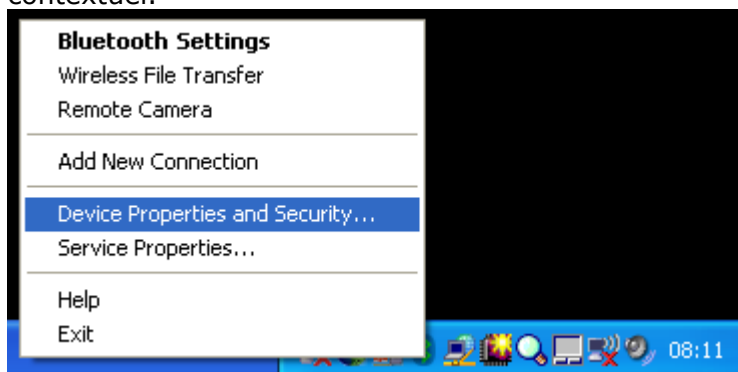 contextuel.
Bluetooth Settings
Wireless File Transfer
Remote Camera
Add New Connection
Device Properties and Security...
Service Properties...
Help
Exit
08:11